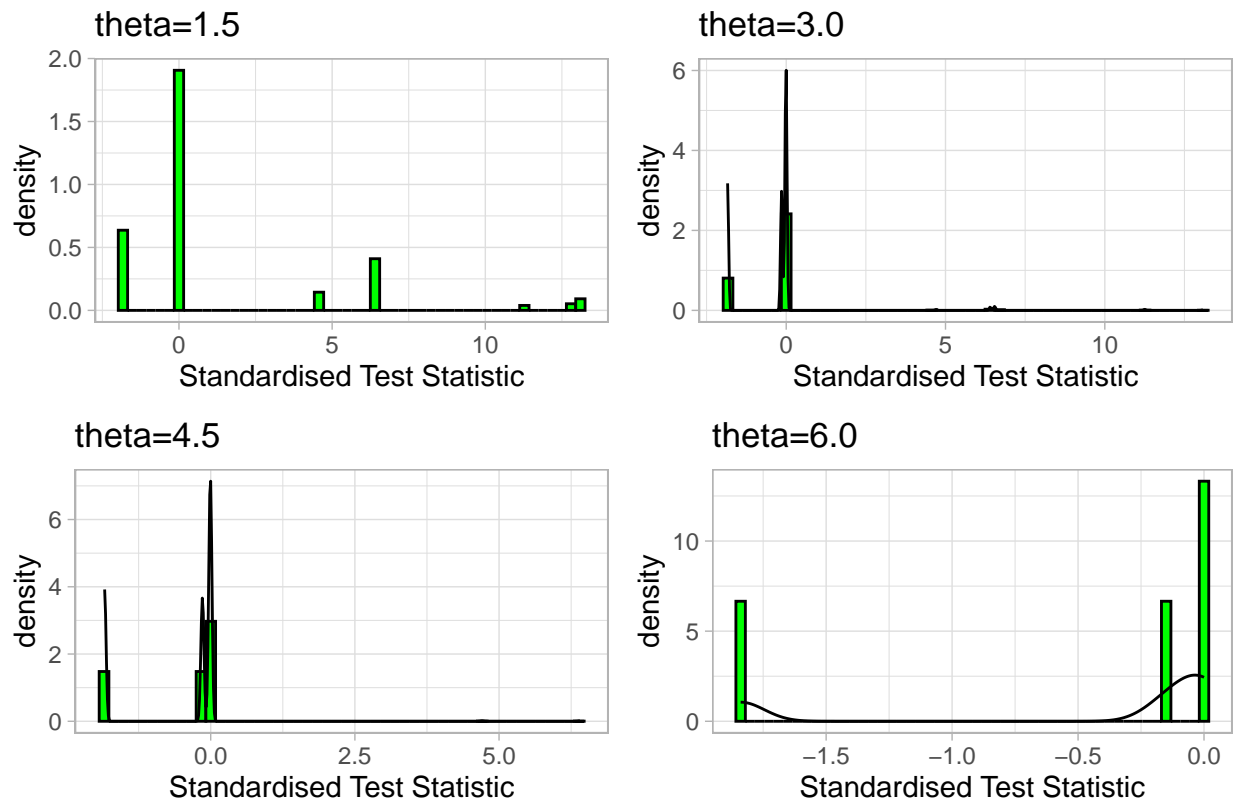 theta=1.5
2.0
1.5
1.0
0.5
0.0
density
0 5 10
Standardised Test Statistic
theta=3.0
6
4
2
0
density
0 5 10
Standardised Test Statistic
theta=4.5
6
4
2
0
density
0.0 2.5 5.0
Standardised Test Statistic
theta=6.0
10
5
0
density
−1.5 −1.0 −0.5 0.0
Standardised Test Statistic